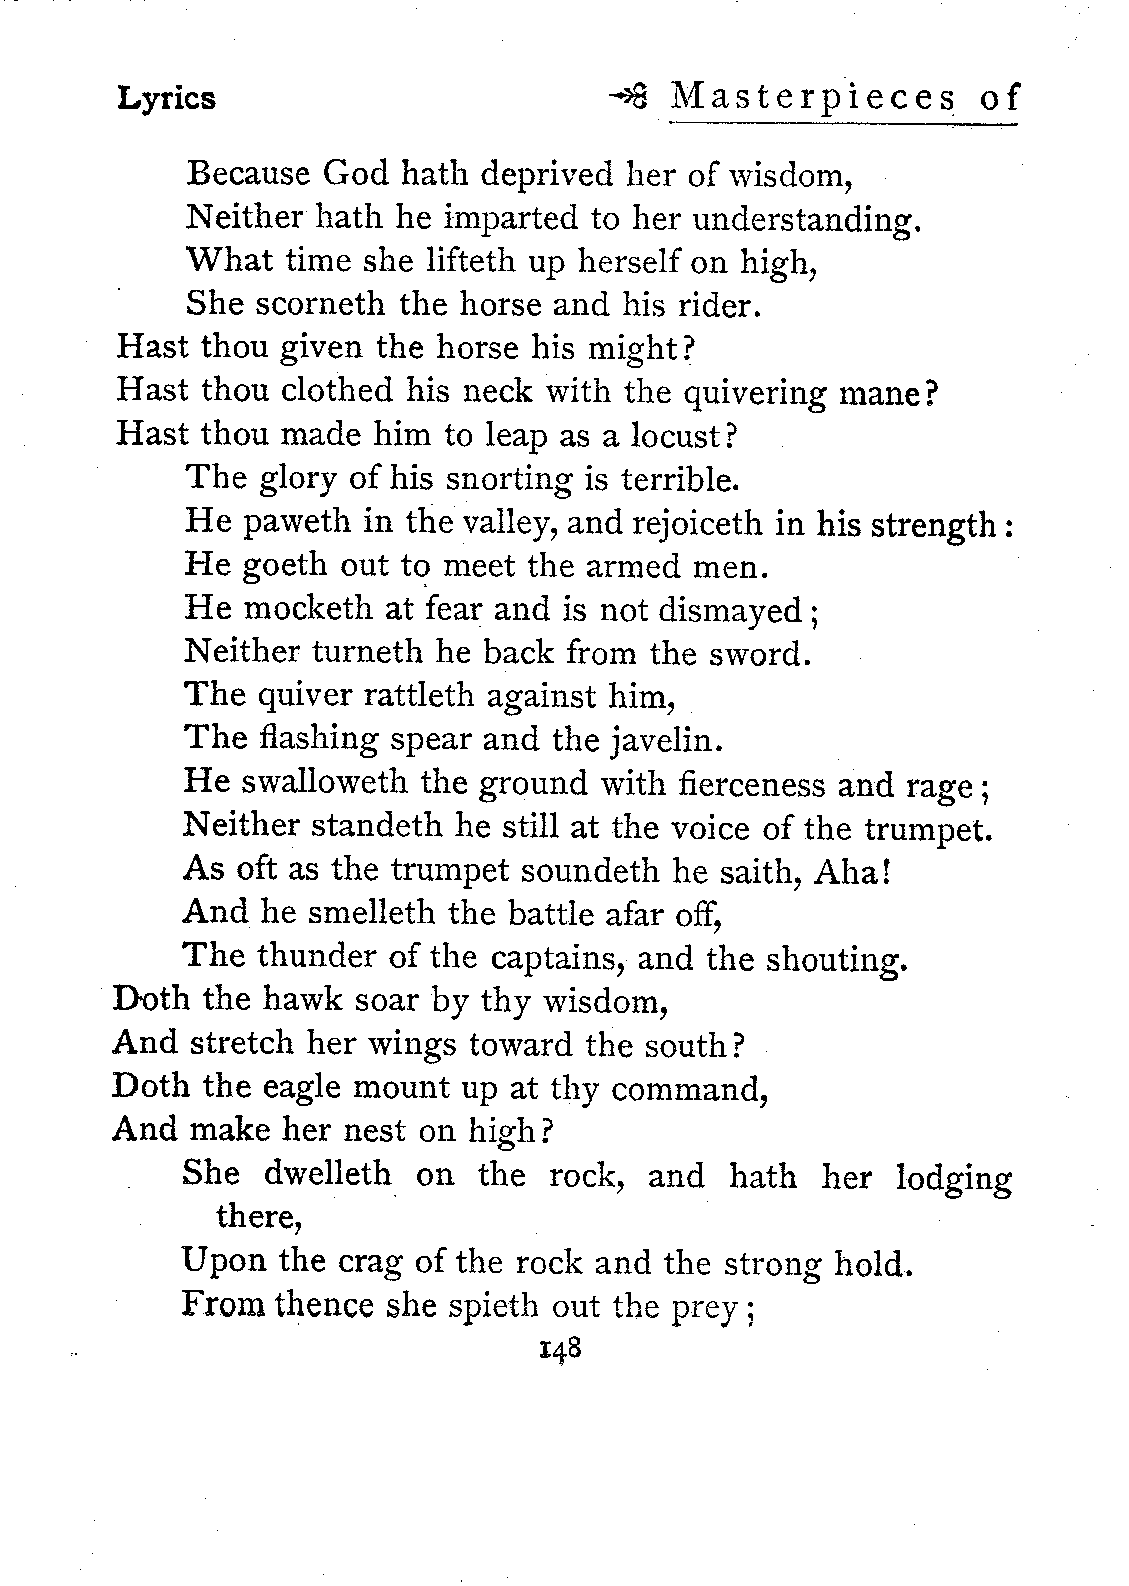 Lyrics Masterpieces of
Because God hath deprived her of wisdom,
Neither hath he imparted to her understanding.
What time she lifteth up herself on high,
She scorneth the horse and his rider.
Hast thou given the horse his might?
Hast thou clothed his neck with the quivering mane?
Hast thou made him to leap as a locust?
The glory of his snorting is terrible.
He paweth in the valley, and rejoiceth in his strength :
He goeth out to meet the armed men.
He mocketh at fear and is not dismayed ;
Neither turneth he back from the sword.
The quiver rattleth against him,
The flashing spear and the javelin.
He swalloweth the ground with fierceness and rage ;
Neither standeth he still at the voice of the trumpet.
As oft as the trumpet soundeth he saith, Aha!
And he smelleth the battle afar off,
The thunder of the captains, and the shouting.
Doth the hawk soar by thy wisdom,
And stretch her wings toward the south?
Doth the eagle mount up at thy command,
And make her nest on high?
She dwelleth on the rock, and hath her lodging
there,
Upon the crag of the rock and the strong hold.
From thence she spieth out the prey ;
148